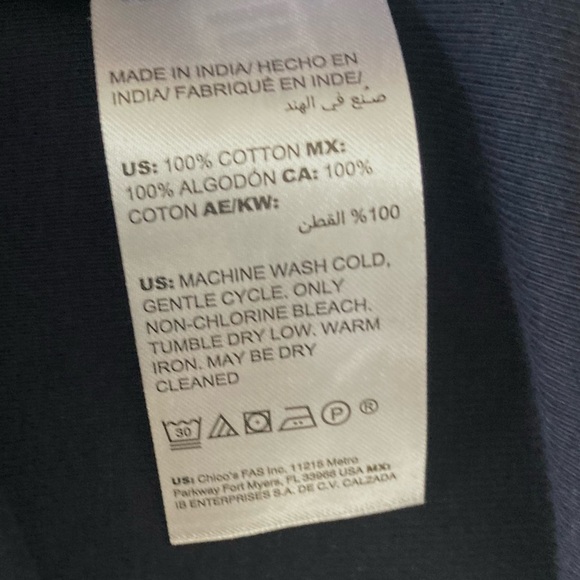 MADE IN INDIA/ HECHO EN
INDIA/ FABRIQUÉ EN INDE/
صنع في الهند
US: 100% COTTON MX:
100% ALGODÓN CA: 100%
COTON AE/KW:
100% القطن
US: MACHINE WASH COLD,
GENTLE CYCLE. ONLY
NON-CHLORINE BLEACH.
TUMBLE DRY LOW. WARM
IRON. MAY BE DRY
CLEANED
30 P ®
US: Chico's FAS Inc. 11215 Metro
Parkway Fort Myers, FL 33966 USA MX:
IB ENTERPRISES S.A. DE C.V. CALZADA